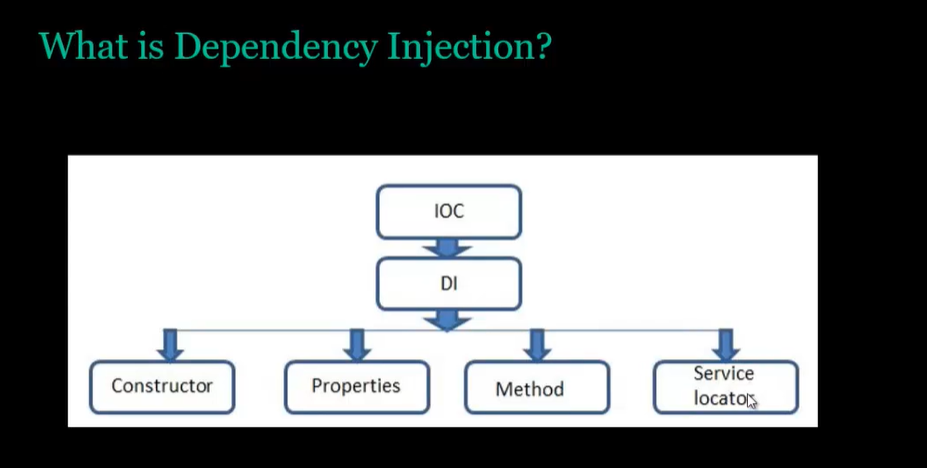 What is Dependency Injection?
IOC
DI
Constructor
Properties
Method
Service
locator